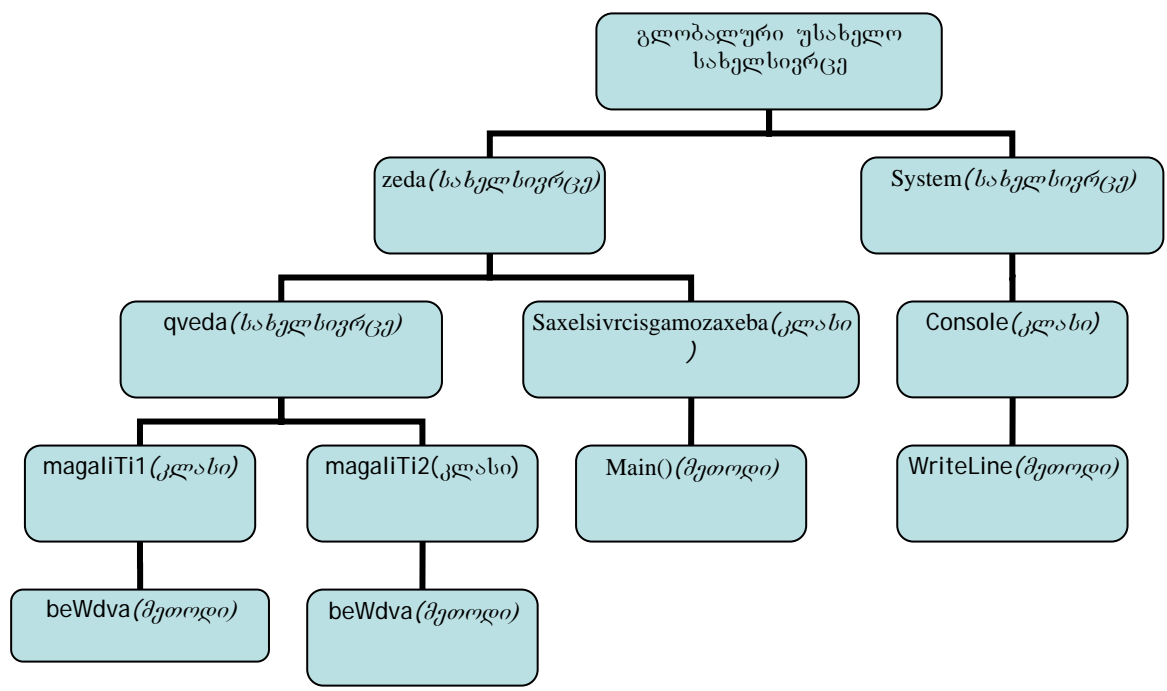 გლობალური უსახელო
სახელსივრცე
zeda(სახელსივრცე)
System(სახელსივრცე)
qveda(სახელსივრცე)
Saxelsivrcisgamozaxeba(კლასი
)
Console(კლასი)
magaliTi1(კლასი)
magaliTi2(კლასი)
Main()(მეთოდი)
WriteLine(მეთოდი)
beWdva(მეთოდი)
beWdva(მეთოდი)